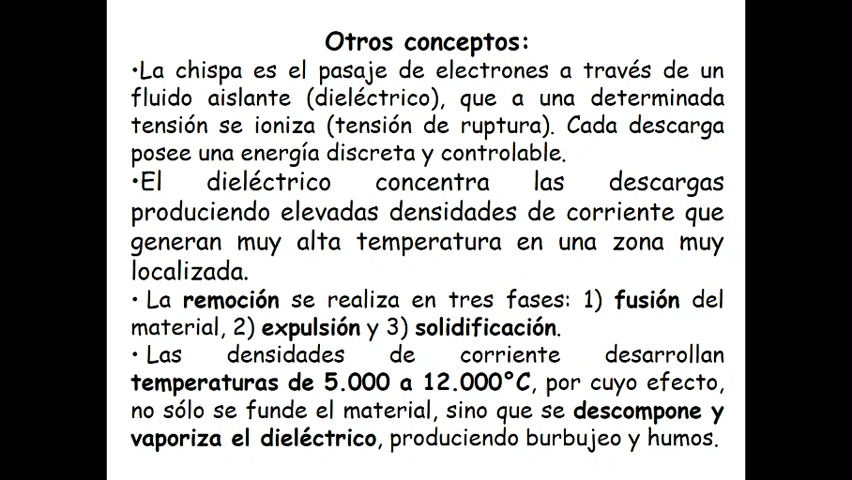 Otros conceptos:
•La chispa es el pasaje de electrones a través de un
fluido aislante (dieléctrico), que a una determinada
tensión se ioniza (tensión de ruptura). Cada descarga
posee una energía discreta y controlable.
•El dieléctrico concentra las descargas
produciendo elevadas densidades de corriente que
generan muy alta temperatura en una zona muy
localizada.
• La remoción se realiza en tres fases: 1) fusión del
material, 2) expulsión y 3) solidificación.
• Las densidades de corriente desarrollan
temperaturas de 5.000 a 12.000°C, por cuyo efecto,
no sólo se funde el material, sino que se descompone y
vaporiza el dieléctrico, produciendo burbujeo y humos.